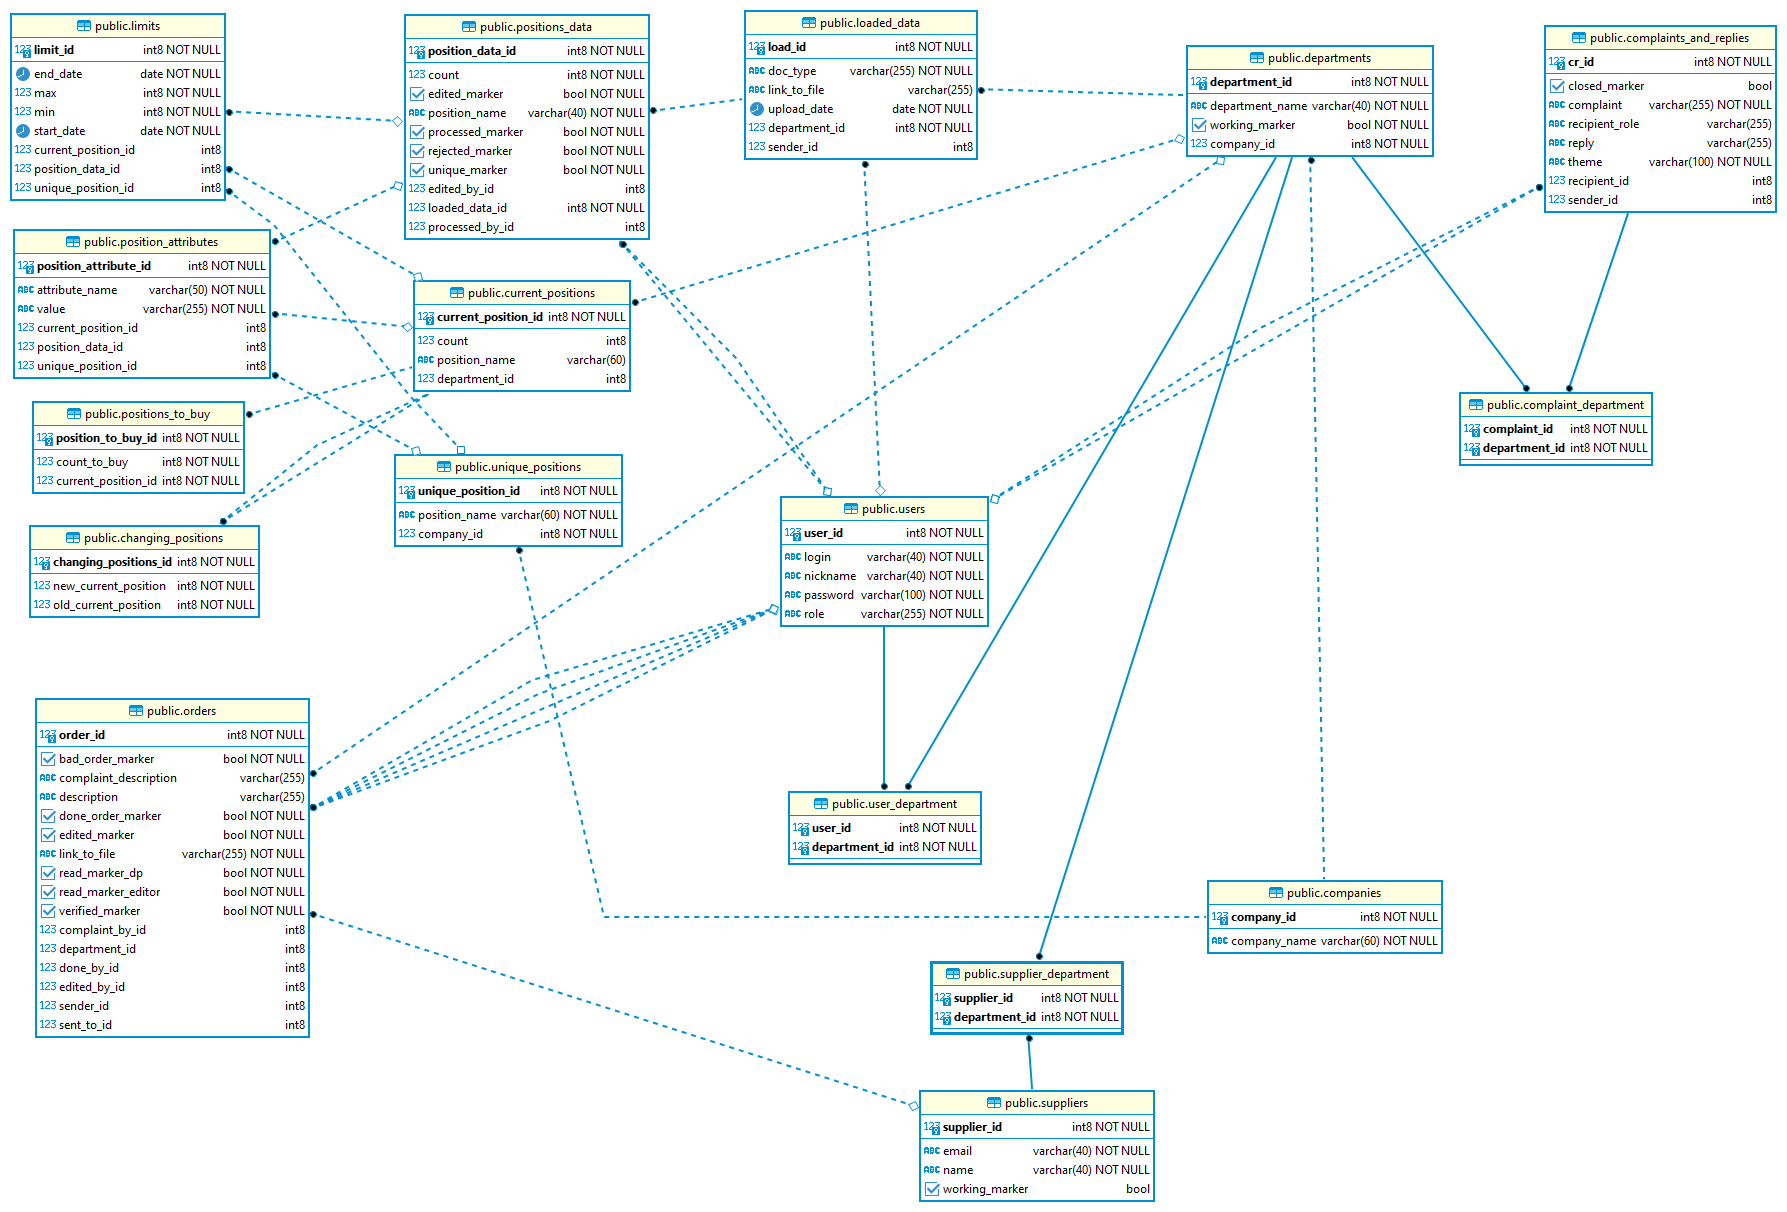 public.limits
limit_id int8 NOT NULL
end_date date NOT NULL
max int8 NOT NULL
min int8 NOT NULL
start_date date NOT NULL
current_position_id int8
position_data_id int8
unique_position_id int8
public.positions_data
position_data_id int8 NOT NULL
count int8 NOT NULL
edited_marker bool NOT NULL
position_name varchar(40) NOT NULL
processed_marker bool NOT NULL
rejected_marker bool NOT NULL
unique_marker bool NOT NULL
edited_by_id int8
loaded_data_id int8 NOT NULL
processed_by_id int8
public.loaded_data
load_id int8 NOT NULL
doc_type varchar(255) NOT NULL
link_to_file varchar(255)
upload_date date NOT NULL
department_id int8 NOT NULL
sender_id int8
public.departments
department_id int8 NOT NULL
department_name varchar(40) NOT NULL
working_marker bool NOT NULL
company_id int8 NOT NULL
public.complaints_and_replies
cr_id int8 NOT NULL
closed_marker bool
complaint varchar(255) NOT NULL
recipient_role varchar(255)
reply varchar(255)
theme varchar(100) NOT NULL
recipient_id int8
sender_id int8
public.position_attributes
position_attribute_id int8 NOT NULL
attribute_name varchar(50) NOT NULL
value varchar(255) NOT NULL
current_position_id int8
position_data_id int8
unique_position_id int8
public.current_positions
current_position_id int8 NOT NULL
count int8
position_name varchar(60)
department_id int8
public.positions_to_buy
position_to_buy_id int8 NOT NULL
count_to_buy int8 NOT NULL
current_position_id int8 NOT NULL
public.complaint_department
complaint_id int8 NOT NULL
department_id int8 NOT NULL
public.unique_positions
unique_position_id int8 NOT NULL
position_name varchar(60) NOT NULL
company_id int8 NOT NULL
public.users
user_id int8 NOT NULL
login varchar(40) NOT NULL
nickname varchar(40) NOT NULL
password varchar(100) NOT NULL
role varchar(255) NOT NULL
public.changing_positions
changing_positions_id int8 NOT NULL
new_current_position int8 NOT NULL
old_current_position int8 NOT NULL
public.orders
order_id int8 NOT NULL
bad_order_marker bool NOT NULL
complaint_description varchar(255)
description varchar(255)
done_order_marker bool NOT NULL
edited_marker bool NOT NULL
link_to_file varchar(255) NOT NULL
read_marker_dp bool NOT NULL
read_marker_editor bool NOT NULL
verified_marker bool NOT NULL
complaint_by_id int8
department_id int8
done_by_id int8
edited_by_id int8
sender_id int8
sent_to_id int8
public.user_department
user_id int8 NOT NULL
department_id int8 NOT NULL
public.companies
company_id int8 NOT NULL
company_name varchar(60) NOT NULL
public.supplier_department
supplier_id int8 NOT NULL
department_id int8 NOT NULL
public.suppliers
supplier_id int8 NOT NULL
email varchar(40) NOT NULL
name varchar(40) NOT NULL
working_marker bool